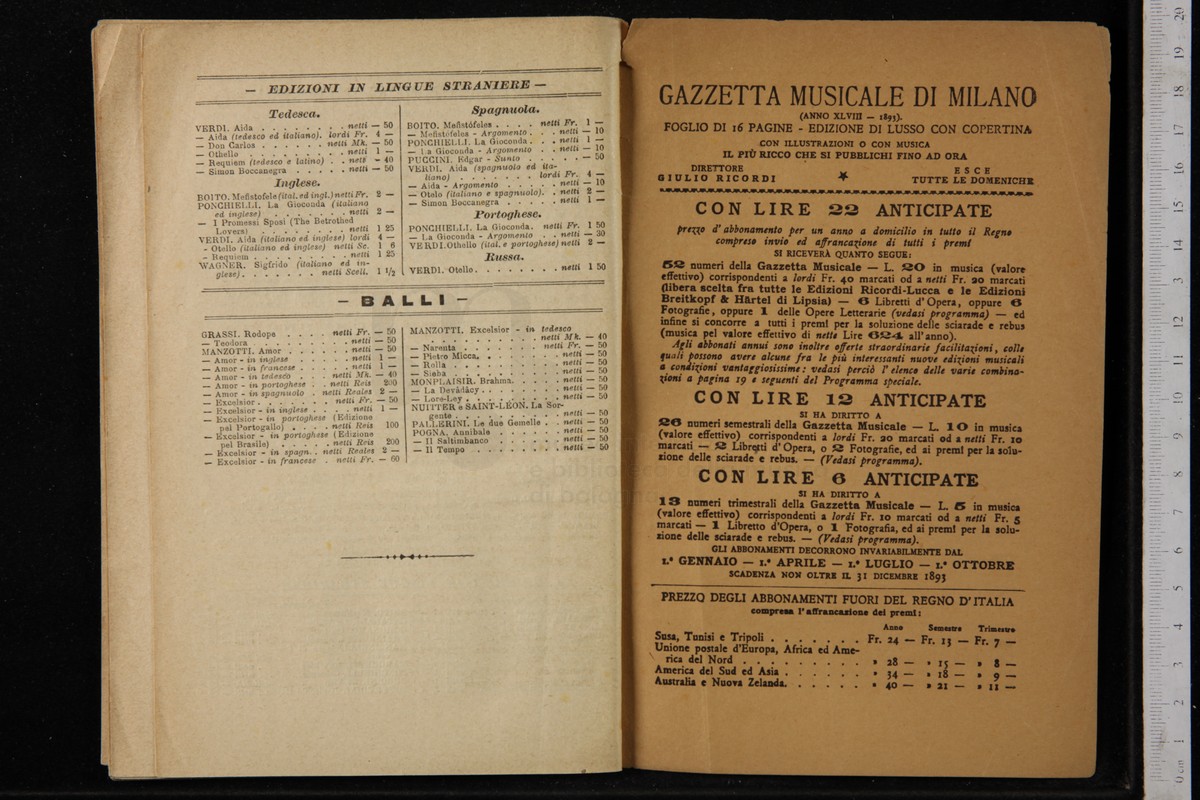 — EDIZIONI IN LINGUE STRANIERE —
Tedesca.
VERDI. Aida . . . . . . . . netti — 50
— Aida (tedesco ed italiano). lordi Fr. 4 —
— Don Carlos . . . . . . netti Mk. — 50
— Othello . . . . . . . . . netti 1 —
— Requiem (tedesco e latino) . . netti — 40
— Simon Boccanegra . . . . . netti — 50
Inglese.
BOITO. Mefistofele (ital. ed ingl.) netti Fr. 2 —
PONCHIELLI. La Gioconda (italiana
ed inglese) . . . . . . . netti 2 —
— I Promessi Sposi (The Betrothed
Lovers) . . . . . . . . netti 1 25
VERDI. Aida (italiano ed inglese) lordi 4 —
- Otello (italiano ed inglese) netti Sc. 1 6
- Requiem . . . . . . . . . netti 1 25
WAGNER. Sigfrido (italiano ed in-
glese) . . . . . . . netti Scell. 1 1/2
Spagnuola.
BOITO. Mefistòfeles . . . . netti Fr. 1 —
— Mefistòfeles - Argomento . . . netti — 10
PONCHIELLI. La Gioconda . . . netti 1 —
— La Gioconda - Argomento . . netti — 10
PUCCINI. Edgar - Sunto . . . . . — 50
VERDI. Aida (spagnuolo ed ita-
liano) . . . . . . . . lordi Fr. 4 —
— Aida - Argomento . . . . . netti — 10
— Otelo (italiano e spagnuolo) . . netti 2 —
— Simon Boccanegra . . . . . netti 1 —
Portoghese.
PONCHIELLI. La Gioconda. netti Fr. 1 50
— La Gioconda - Argomento . . netti — 30
VERDI. Othello (ital. e portoghese) netti 2 —
Russa.
VERDI. Otello . . . . . . . . netti 1 50
— BALLI —
GRASSI. Rodope . . . . . netti Fr. — 50
— Teodora . . . . . . . . . netti — 50
MANZOTTI. Amor . . . . . . netti — 50
— Amor - in inglese . . . . . netti 1 —
— Amor - in francese . . . . . netti 1 —
— Amor - in tedesco . . . netti Mk. — 40
— Amor - in portoghese . . netti Reis 200
— Amor - in spagnuolo . netti Reales 2 —
— Excelsior . . . . . . . netti Fr. — 50
— Excelsior - in inglese . . . . netti 1 —
— Excelsior - in portoghese (Edizione
pel Portogallo) . . . . netti Reis 100
— Excelsior - in portoghese (Edizione
pel Brasile) . . . . . netti Reis 200
— Excelsior - in spagn. . netti Reales 2 —
— Excelsior - in francese . netti Fr. — 60
MANZOTTI. Excelsior - in tedesco
. . . . . . . . . . netti Mk. — 40
— Narenta . . . . . . . netti Fr. — 50
— Pietro Micca . . . . . . . netti — 50
— Rolla . . . . . . . . . . netti — 50
— Sieba . . . . . . . . . . netti — 50
MONPLAISIR. Brahma . . . . . netti — 50
— La Devâdâcy . . . . . . . netti — 50
— Lore-Ley . . . . . . . . netti — 50
NUITTER e SAINT-LÉON. La Sor-
gente . . . . . . . . . netti — 50
PALLERINI. Le due Gemelle . . netti — 50
POGNA. Annibale . . . . . . netti — 50
— Il Saltimbanco . . . . . . netti — 50
— Il Tempo . . . . . . . . netti — 50
GAZZETTA MUSICALE DI MILANO
(ANNO XLVIII — 1893).
FOGLIO DI 16 PAGINE - EDIZIONE DI LUSSO CON COPERTINA
CON ILLUSTRAZIONI O CON MUSICA
IL PIÙ RICCO CHE SI PUBBLICHI FINO AD ORA
DIRETTORE
GIULIO RICORDI
ESCE
TUTTE LE DOMENICHE
CON LIRE 22 ANTICIPATE
prezzo d'abbonamento per un anno a domicilio in tutto il Regno
compreso invio ed affrancazione di tutti i premi
SI RICEVERÀ QUANTO SEGUE:
52 numeri della Gazzetta Musicale — L. 20 in musica (valore
effettivo) corrispondenti a lordi Fr. 40 marcati od a netti Fr. 20 marcati
(libera scelta fra tutte le Edizioni Ricordi-Lucca e le Edizioni
Breitkopf & Härtel di Lipsia) — 6 Libretti d'Opera, oppure 6
Fotografie, oppure 1 delle Opere Letterarie (vedasi programma) — ed
infine si concorre a tutti i premi per la soluzione delle sciarade e rebus
(musica pel valore effettivo di nette Lire 624 all'anno).
Agli abbonati annui sono inoltre offerte straordinarie facilitazioni, colle
quali possono avere alcune fra le più interessanti nuove edizioni musicali
a condizioni vantaggiosissime: vedasi perciò l'elenco delle varie combina-
zioni a pagina 19 e seguenti del Programma speciale.
CON LIRE 12 ANTICIPATE
SI HA DIRITTO A
26 numeri semestrali della Gazzetta Musicale — L. 10 in musica
(valore effettivo) corrispondenti a lordi Fr. 20 marcati od a netti Fr. 10
marcati — 2 Libretti d'Opera, o 2 Fotografie, ed ai premi per la solu-
zione delle sciarade e rebus. — (Vedasi programma).
CON LIRE 6 ANTICIPATE
SI HA DIRITTO A
13 numeri trimestrali della Gazzetta Musicale — L. 5 in musica
(valore effettivo) corrispondenti a lordi Fr. 10 marcati od a netti Fr. 5
marcati — 1 Libretto d'Opera, o 1 Fotografia, ed ai premi per la solu-
zione delle sciarade e rebus. — (Vedasi programma).
GLI ABBONAMENTI DECORRONO INVARIABILMENTE DAL
1.° GENNAIO — 1.° APRILE — 1.° LUGLIO — 1.° OTTOBRE
SCADENZA NON OLTRE IL 31 DICEMBRE 1893
PREZZO DEGLI ABBONAMENTI FUORI DEL REGNO D'ITALIA
compresa l'affrancazione dei premi:
Anno Semestre Trimestre
Susa, Tunisi e Tripoli . . . . . . . Fr. 24 — Fr. 13 — Fr. 7 —
Unione postale d'Europa, Africa ed Ame-
rica del Nord . . . . . . . . . » 28 — » 15 — » 8 —
America del Sud ed Asia . . . . . . » 34 — » 18 — » 9 —
Australia e Nuova Zelanda. . . . . . » 40 — » 21 — » 11 —